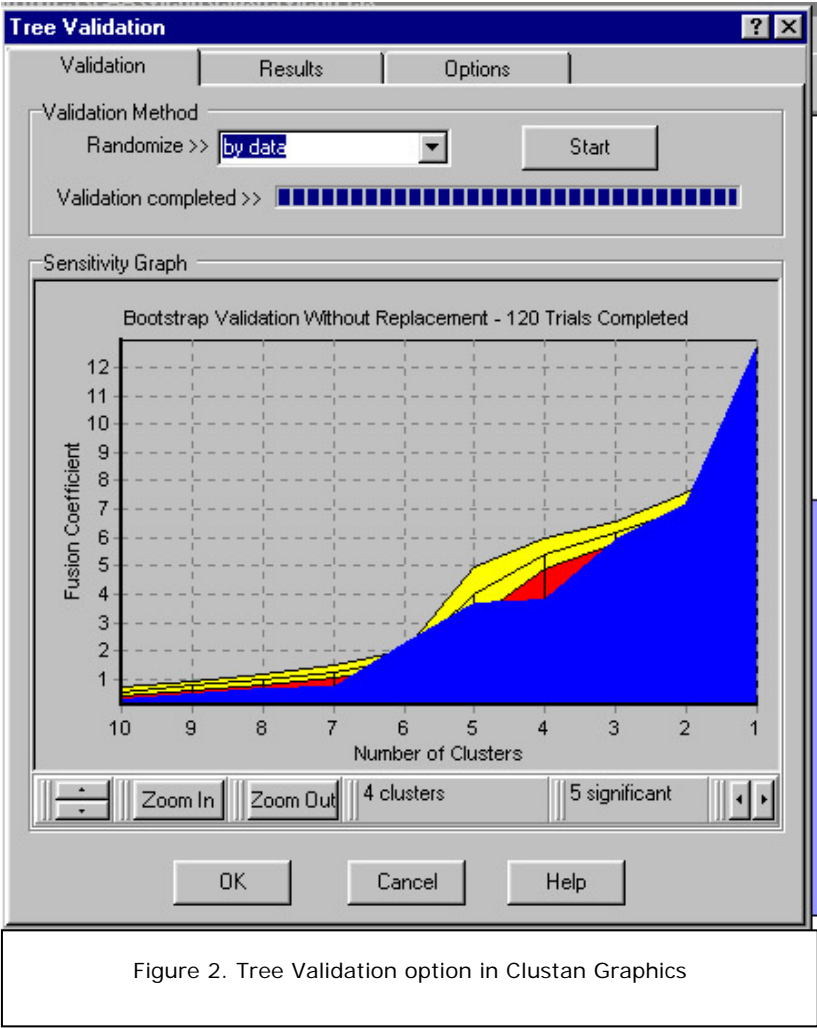 Tree Validation
? ×
Validation Results Options
Validation Method
Randomize >> by data Start
Validation completed >>
Sensitivity Graph
Bootstrap Validation Without Replacement - 120 Trials Completed
Fusion Coefficient
12
11
10
9
8
7
6
5
4
3
2
1
10 9 8 7 6 5 4 3 2 1
Number of Clusters
Zoom In Zoom Out 4 clusters 5 significant
OK Cancel Help
Figure 2. Tree Validation option in Clustan Graphics